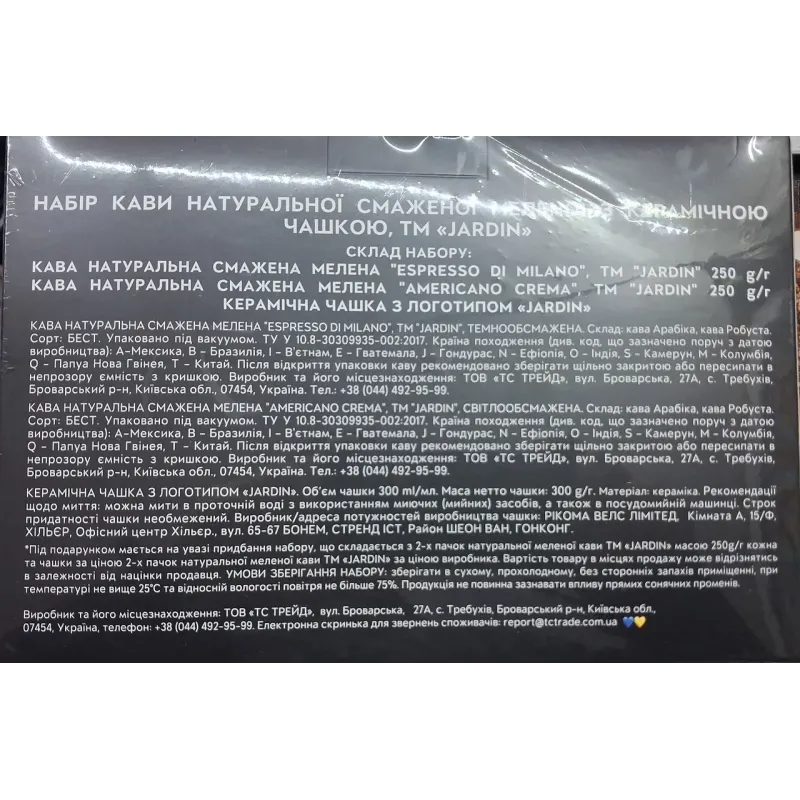 НАБІР КАВИ НАТУРАЛЬНОЇ СМАЖЕНОЇ МЕЛЕНОЇ З КЕРАМІЧНОЮ
ЧАШКОЮ, ТМ «JARDIN»
СКЛАД НАБОРУ:
КАВА НАТУРАЛЬНА СМАЖЕНА МЕЛЕНА "ESPRESSO DI MILANO", ТМ "JARDIN" 250 g/г
КАВА НАТУРАЛЬНА СМАЖЕНА МЕЛЕНА "AMERICANO CREMA", ТМ "JARDIN" 250 g/г
КЕРАМІЧНА ЧАШКА З ЛОГОТИПОМ «JARDIN»
КАВА НАТУРАЛЬНА СМАЖЕНА МЕЛЕНА "ESPRESSO DI MILANO", ТМ "JARDIN", ТЕМНООБСМАЖЕНА. Склад: кава Арабіка, кава Робуста.
Сорт: БЕСТ. Упаковано під вакуумом. ТУ У 10.8-30309935-002:2017. Країна походження (див. код, що зазначено поруч з датою
виробництва): А-Мексика, В – Бразилія, І – В'єтнам, Е – Гватемала, J – Гондурас, N – Ефіопія, О – Індія, S – Камерун, М – Колумбія,
Q – Папуа Нова Гвінея, Т – Китай. Після відкриття упаковки каву рекомендовано зберігати щільно закритою або пересипати в
непрозору ємність з кришкою. Виробник та його місцезнаходження: ТОВ «ТС ТРЕЙД», вул. Броварська, 27А, с. Требухів,
Броварський р-н, Київська обл., 07454, Україна. Тел.: +38 (044) 492-95-99.
КАВА НАТУРАЛЬНА СМАЖЕНА МЕЛЕНА "AMERICANO CREMA", ТМ "JARDIN", СВІТЛООБСМАЖЕНА. Склад: кава Арабіка, кава Робуста.
Сорт: БЕСТ. Упаковано під вакуумом. ТУ У 10.8-30309935-002:2017. Країна походження (див. код, що зазначено поруч з датою
виробництва): А-Мексика, В – Бразилія, І – В'єтнам, Е – Гватемала, J – Гондурас, N – Ефіопія, О – Індія, S – Камерун, М – Колумбія,
Q – Папуа Нова Гвінея, Т – Китай. Після відкриття упаковки каву рекомендовано зберігати щільно закритою або пересипати в
непрозору ємність з кришкою. Виробник та його місцезнаходження: ТОВ «ТС ТРЕЙД», вул. Броварська, 27А, с. Требухів,
Броварський р-н, Київська обл., 07454, Україна. Тел.: +38 (044) 492-95-99.
КЕРАМІЧНА ЧАШКА З ЛОГОТИПОМ «JARDIN». Об'єм чашки 300 ml/мл. Маса нетто чашки: 300 g/г. Матеріал: кераміка. Рекомендації
щодо миття: можна мити в проточній воді з використанням миючих (мийних) засобів, а також в посудомийній машинці. Строк
придатності чашки необмежений. Виробник/адреса потужностей виробництва чашки: РІКОМА ВЕЛС ЛІМІТЕД, Кімната А, 15/Ф,
ХІЛЬЄР, Офісний центр Хільєр., вул. 65-67 БОНЕМ, СТРЕНД ІСТ, Район ШЕОН ВАН, ГОНКОНГ.
*Під подарунком мається на увазі придбання набору, що складається з 2-х пачок натуральної меленої кави ТМ «JARDIN» масою 250g/г кожна
та чашки за ціною 2-х пачок натуральної меленої кави ТМ «JARDIN» за ціною виробника. Вартість товару в місцях продажу може відрізнятись
в залежності від націнки продавця. УМОВИ ЗБЕРІГАННЯ НАБОРУ: зберігати в сухому, прохолодному, без сторонніх запахів приміщенні, при
температурі не вище 25°С та відносній вологості повітря не більше 75%. Продукція не повинна зазнавати впливу прямих сонячних променів.
Виробник та його місцезнаходження: ТОВ «ТС ТРЕЙД», вул. Броварська, 27А, с. Требухів, Броварський р-н, Київська обл.,
07454, Україна, телефон: +38 (044) 492-95-99. Електронна скринька для звернень споживачів: report@tctrade.com.ua 💙💛